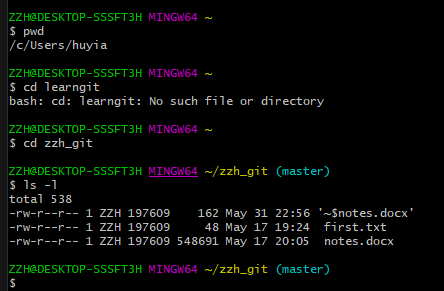 ZZH@DESKTOP-SSSFT3H MINGW64 ~
$ pwd
/c/Users/huyia

ZZH@DESKTOP-SSSFT3H MINGW64 ~
$ cd learngit
bash: cd: learngit: No such file or directory

ZZH@DESKTOP-SSSFT3H MINGW64 ~
$ cd zzh_git

ZZH@DESKTOP-SSSFT3H MINGW64 ~/zzh_git (master)
$ ls -l
total 538
-rw-r--r-- 1 ZZH 197609    162 May 31 22:56 '~$notes.docx'
-rw-r--r-- 1 ZZH 197609     48 May 17 19:24  first.txt
-rw-r--r-- 1 ZZH 197609 548691 May 17 20:05  notes.docx

ZZH@DESKTOP-SSSFT3H MINGW64 ~/zzh_git (master)
$